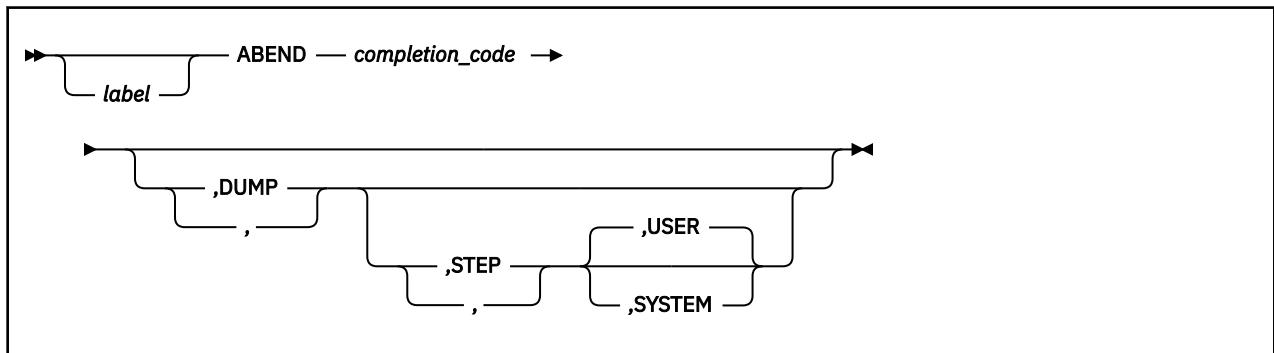 ABEND completion_code
label
,DUMP
,
,USER
,STEP
,
,SYSTEM